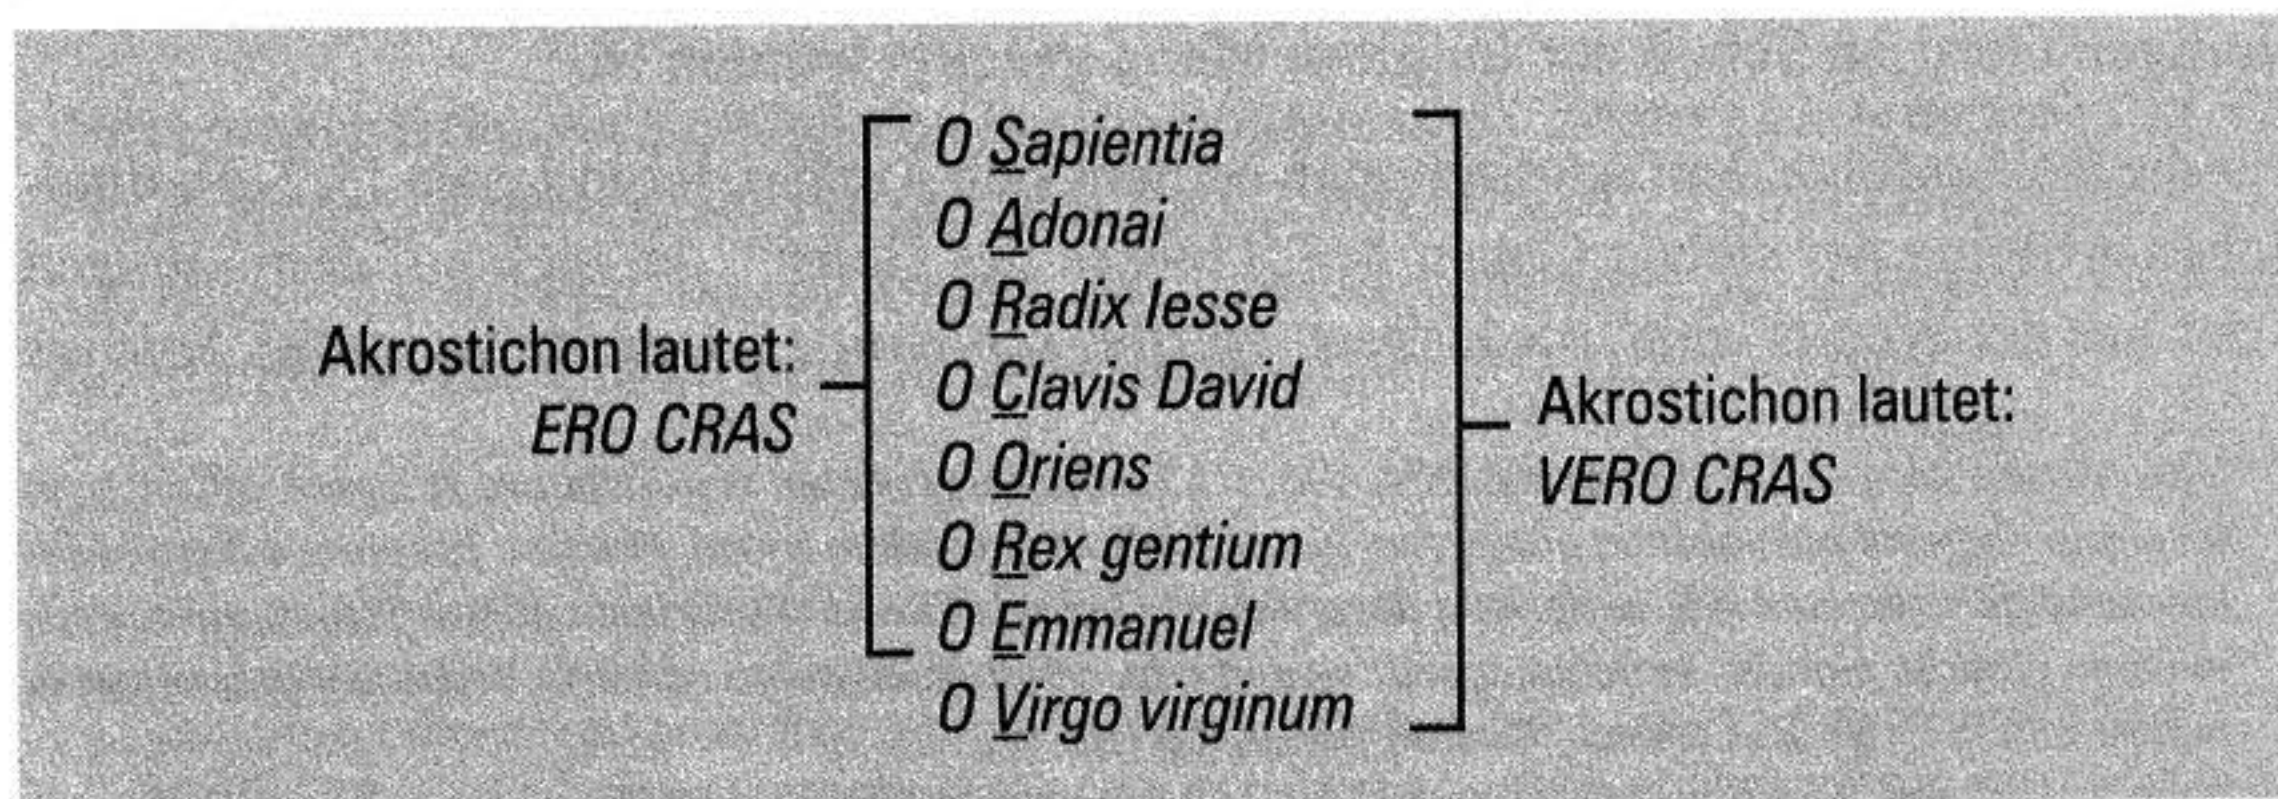 Akrostichon lautet:
ERO CRAS
O Sapientia
O Adonai
O Radix Iesse
O Clavis David
O Oriens
O Rex gentium
O Emmanuel
O Virgo virginum
Akrostichon lautet:
VERO CRAS